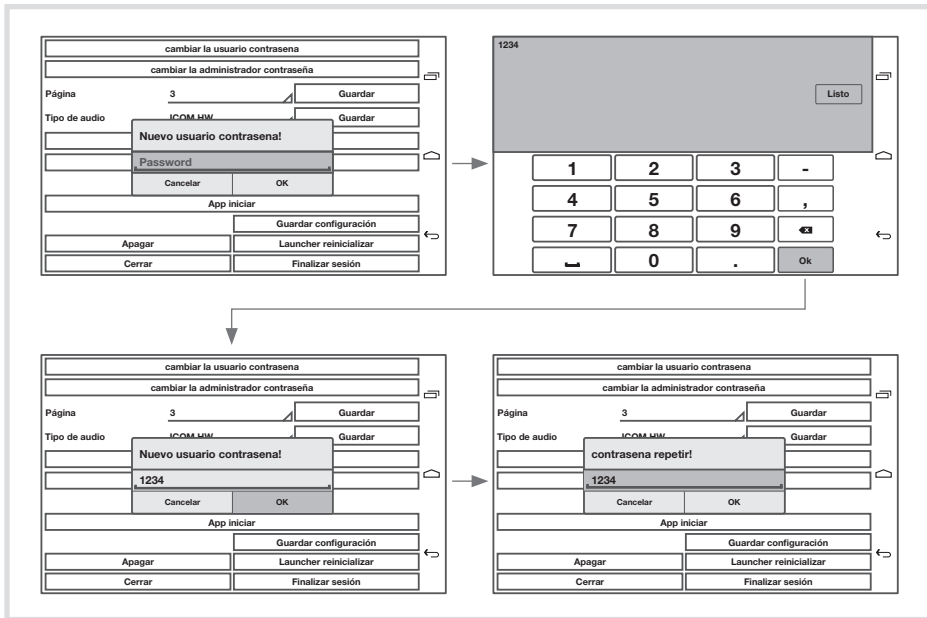 cambiar la usuario contrasena
cambiar la administrador contraseña
Página 3 Guardar
Tipo de audio ICOM HW Guardar
Nuevo usuario contrasena!
Password
Cancelar OK
App iniciar
Guardar configuración
Apagar Launcher reinicializar
Cerrar Finalizar sesión
1234
Listo
1 2 3 -
4 5 6 ,
7 8 9
0 . Ok
cambiar la usuario contrasena
cambiar la administrador contraseña
Página 3 Guardar
Tipo de audio ICOM HW Guardar
Nuevo usuario contrasena!
1234
Cancelar OK
App iniciar
Guardar configuración
Apagar Launcher reinicializar
Cerrar Finalizar sesión
cambiar la usuario contrasena
cambiar la administrador contraseña
Página 3 Guardar
Tipo de audio ICOM HW Guardar
contrasena repetir!
1234
Cancelar OK
App iniciar
Guardar configuración
Apagar Launcher reinicializar
Cerrar Finalizar sesión